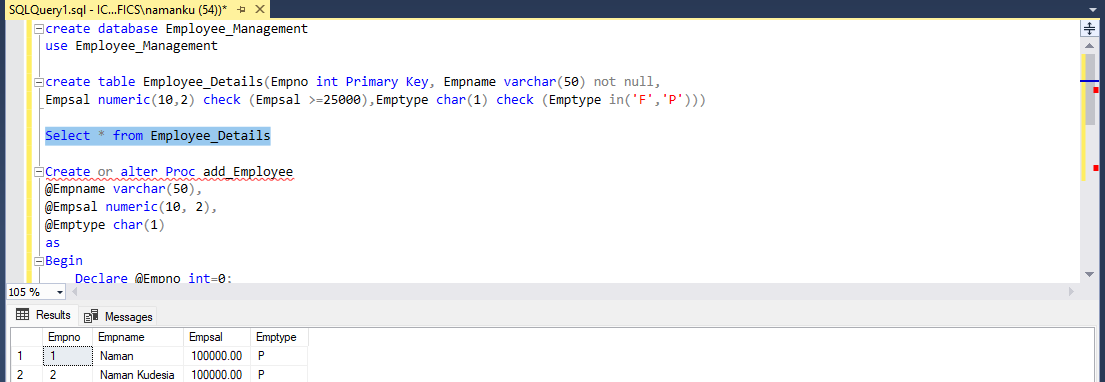 SQLQuery1.sql - IC...FICS\namanku (54))*
create database Employee_Management
use Employee_Management
create table Employee_Details(Empno int Primary Key, Empname varchar(50) not null,
Empsal numeric(10,2) check (Empsal >=25000),Emptype char(1) check (Emptype in('F','P')))
Select * from Employee_Details
Create or alter Proc add_Employee
@Empname varchar(50),
@Empsal numeric(10, 2),
@Emptype char(1)
as
Begin
Declare @Empno int=0;
105 %
Results Messages
Empno Empname Empsal Emptype
1 1 Naman 100000.00 P
2 2 Naman Kudesia 100000.00 P